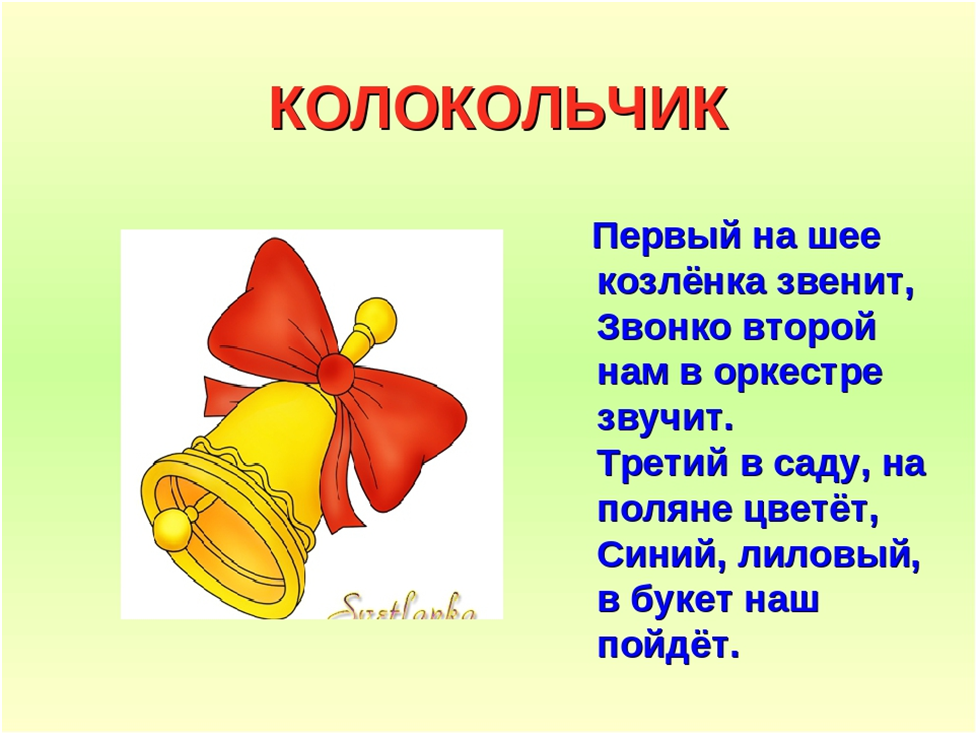 КОЛОКОЛЬЧИК
Первый на шее
козлёнка звенит,
Звонко второй
нам в оркестре
звучит.
Третий в саду, на
поляне цветёт,
Синий, лиловый,
в букет наш
пойдёт.
Svetlanka